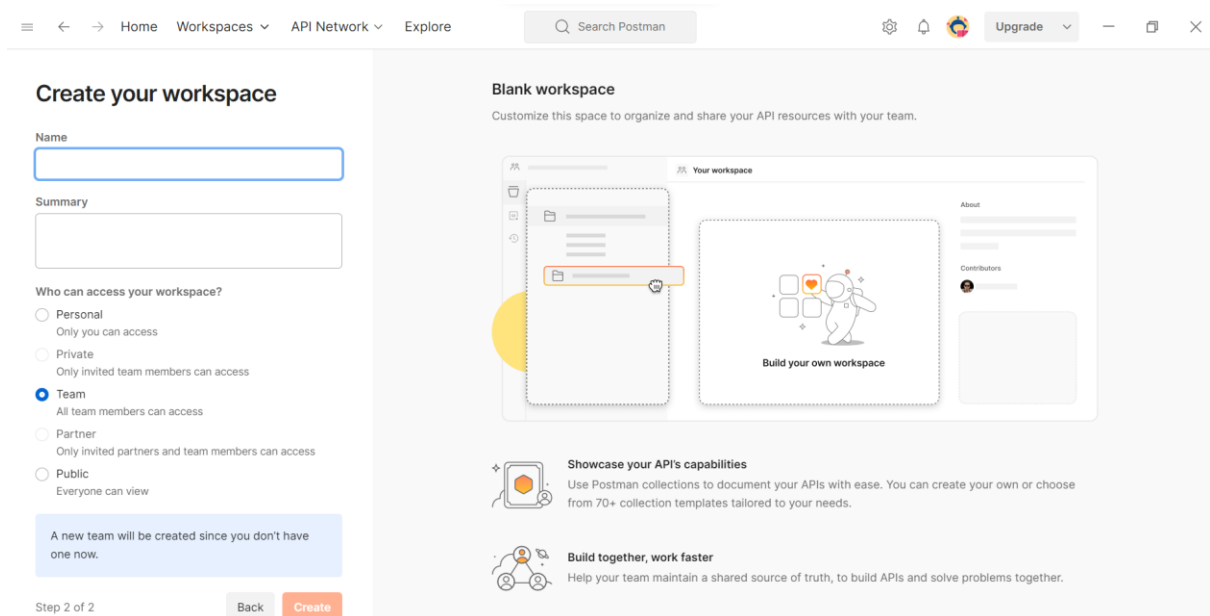 Home Workspaces API Network Explore Search Postman Upgrade
Create your workspace
Name
Summary
Who can access your workspace?
Personal
Only you can access
Private
Only invited team members can access
Team
All team members can access
Partner
Only invited partners and team members can access
Public
Everyone can view
A new team will be created since you don't have
one now.
Step 2 of 2 Back Create
Blank workspace
Customize this space to organize and share your API resources with your team.
Your workspace
About
Contributors
Build your own workspace
Showcase your API's capabilities
Use Postman collections to document your APIs with ease. You can create your own or choose
from 70+ collection templates tailored to your needs.
Build together, work faster
Help your team maintain a shared source of truth, to build APIs and solve problems together.